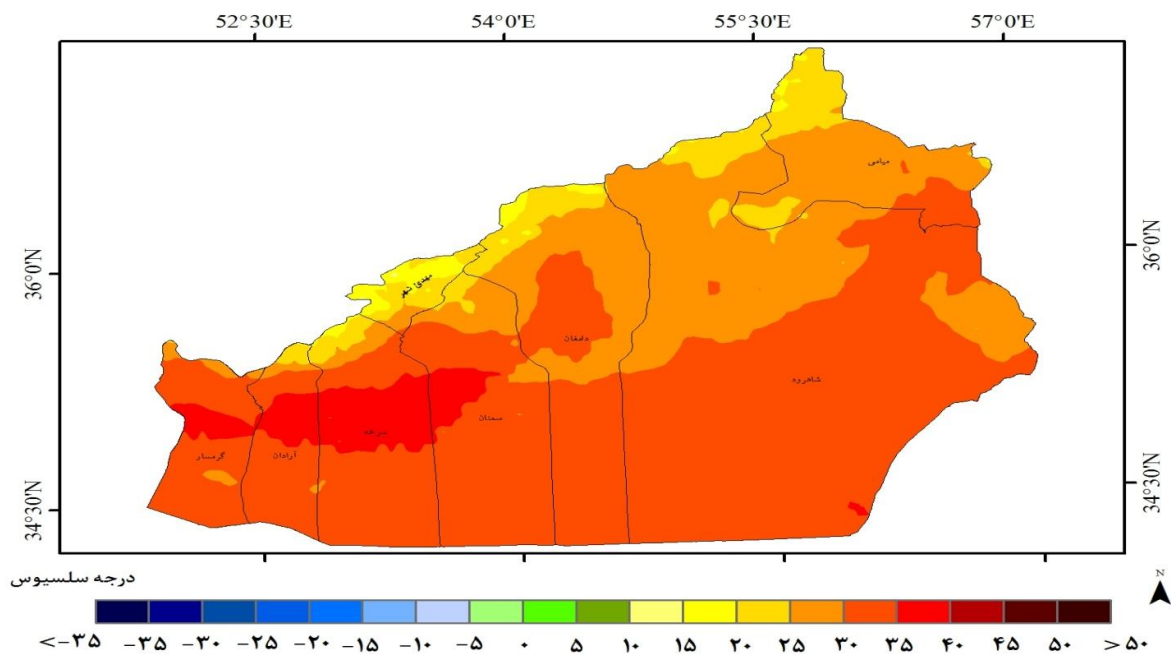 52°30'E 54°0'E 55°30'E 57°0'E
میامی
36°0'N 36°0'N
مهدی شهر
دامغان
شاهرود
سمنان
سرخه
گرمسار آرادان
34°30'N 34°30'N
درجه سلسیوس
N
<-۳۵ -۳۵ -۳۰ -۲۵ -۲۰ -۱۵ -۱۰ -۵ ۰ ۵ ۱۰ ۱۵ ۲۰ ۲۵ ۳۰ ۳۵ ۴۰ ۴۵ ۵۰ >۵۰